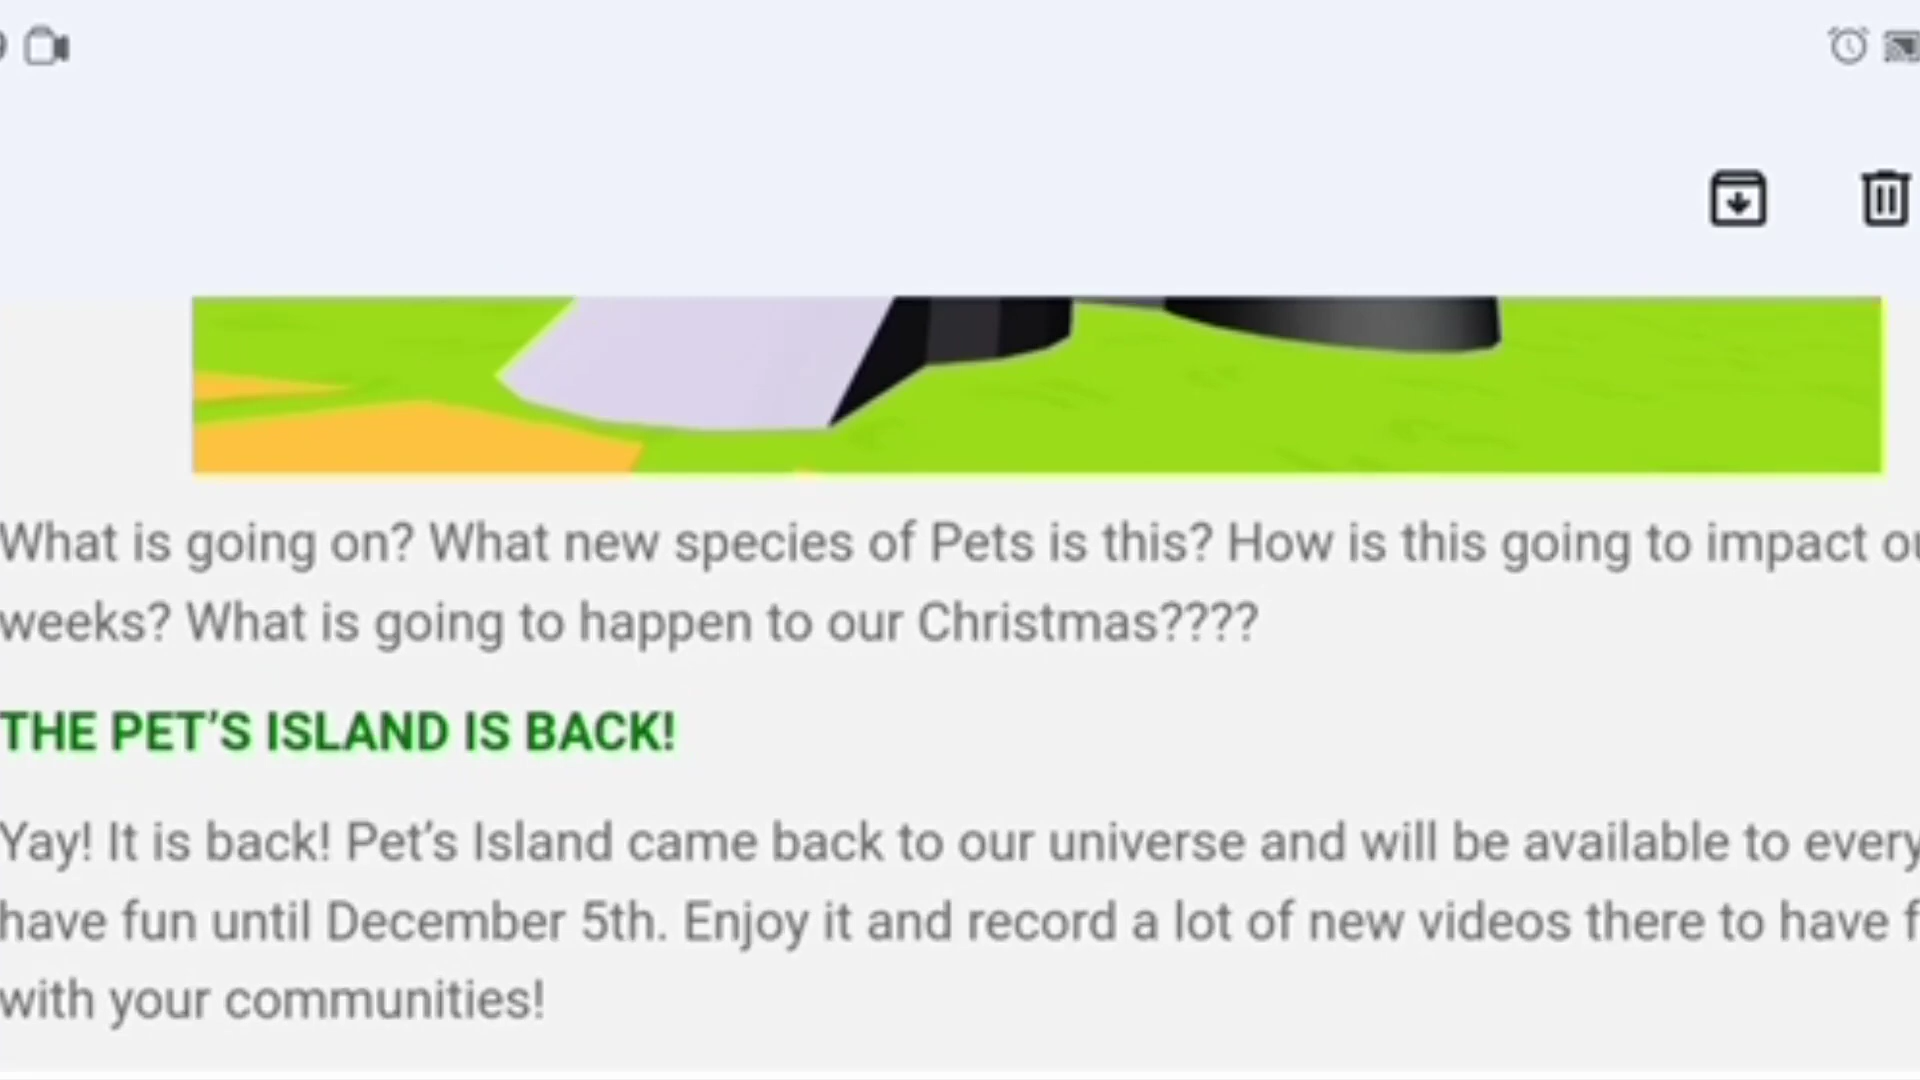 What is going on? What new species of Pets is this? How is this going to impact
weeks? What is going to happen to our Christmas????
THE PET'S ISLAND IS BACK!
Yay! It is back! Pet's Island came back to our universe and will be available to
have fun until December 5th. Enjoy it and record a lot of new videos there to have
with your communities!